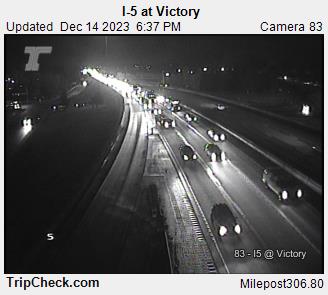 I-5 at Victory
Updated Dec 14 2023 6:37 PM Camera 83
T
S
83 - I5 @ Victory
TripCheck.com Milepost306.80